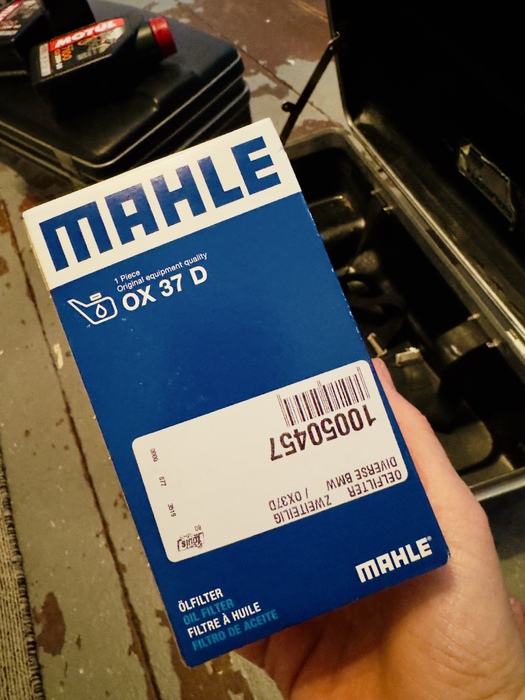 MOTUL
MAHLE
1 Piece
Original equipment quality
OX 37 D
10050457
OELFILTER ZWEITEILIG
DIVERSE BMW / OX37D
Louis
MAHLE
ÖLFILTER
OIL FILTER
FILTRE À HUILE
FILTRO DE ACEITE